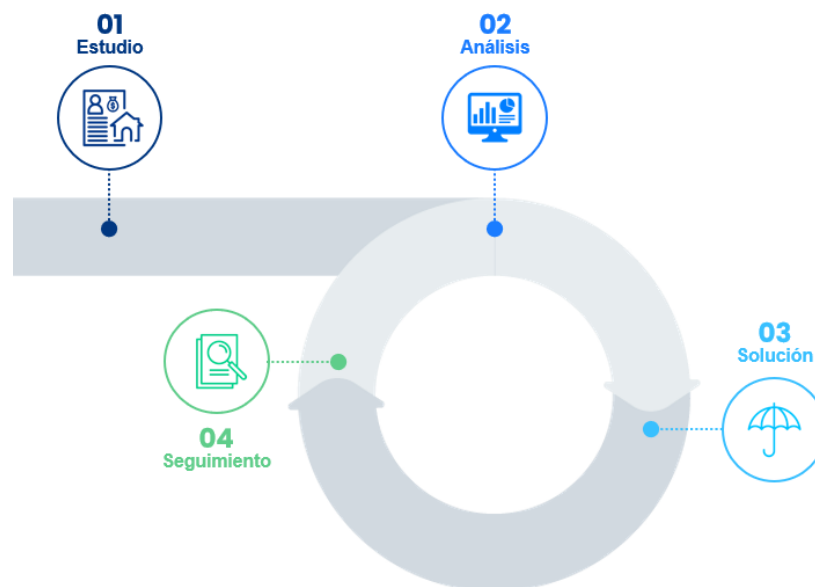 01
Estudio
02
Análisis
03
Solución
04
Seguimiento